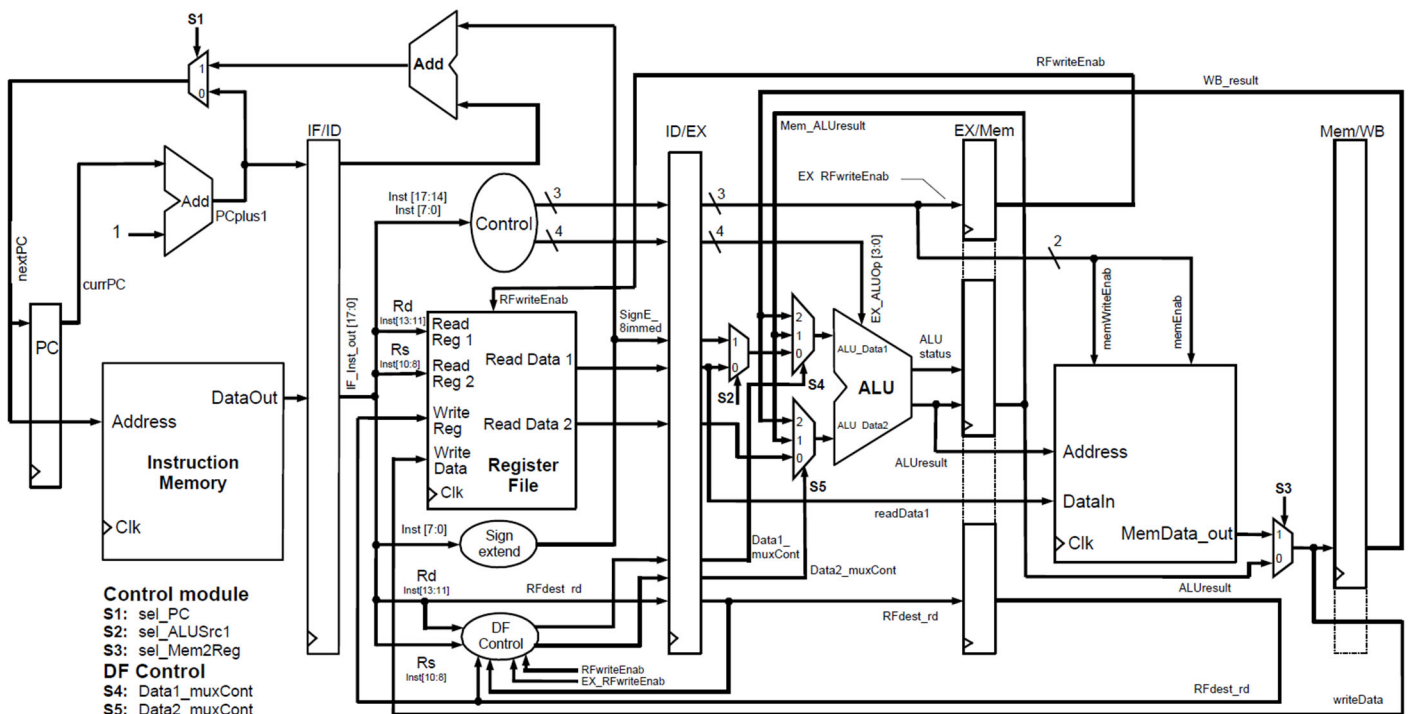 S1
1
0
Add
RFwriteEnab
WB_result
IF/ID
ID/EX
Mem_ALUresult
EX/Mem
Mem/WB
Add
PCplus1
1
nextPC
currPC
PC
Inst [17:14]
Inst [7:0]
Control
3
4
3
4
EX_RFwriteEnab
2
EX_ALUOp [3:0]
memWriteEnab
memEnab
IF_Inst_out [17:0]
Rd
Inst[13:11]
Rs
Inst[10:8]
RFwriteEnab
Read
Reg 1
Read
Reg 2
Write
Reg
Write
Data
Clk
Read Data 1
Read Data 2
Register
File
SignE_
8immed
1
0
S2
2
1
0
S4
2
1
0
S5
ALU_Data1
ALU
ALU_Data2
ALU
status
ALUresult
Address
DataOut
Instruction
Memory
Clk
Address
DataIn
MemData_out
Clk
S3
1
0
ALUresult
readData1
Inst [7:0]
Sign
extend
Data1_
muxCont
Data2_muxCont
Rd
Inst[13:11]
RFdest_rd
RFdest_rd
DF
Control
Rs
Inst[10:8]
RFwriteEnab
EX_RFwriteEnab
RFdest_rd
writeData
Control module
S1: sel_PC
S2: sel_ALUSrc1
S3: sel_Mem2Reg
DF Control
S4: Data1_muxCont
S5: Data2_muxCont